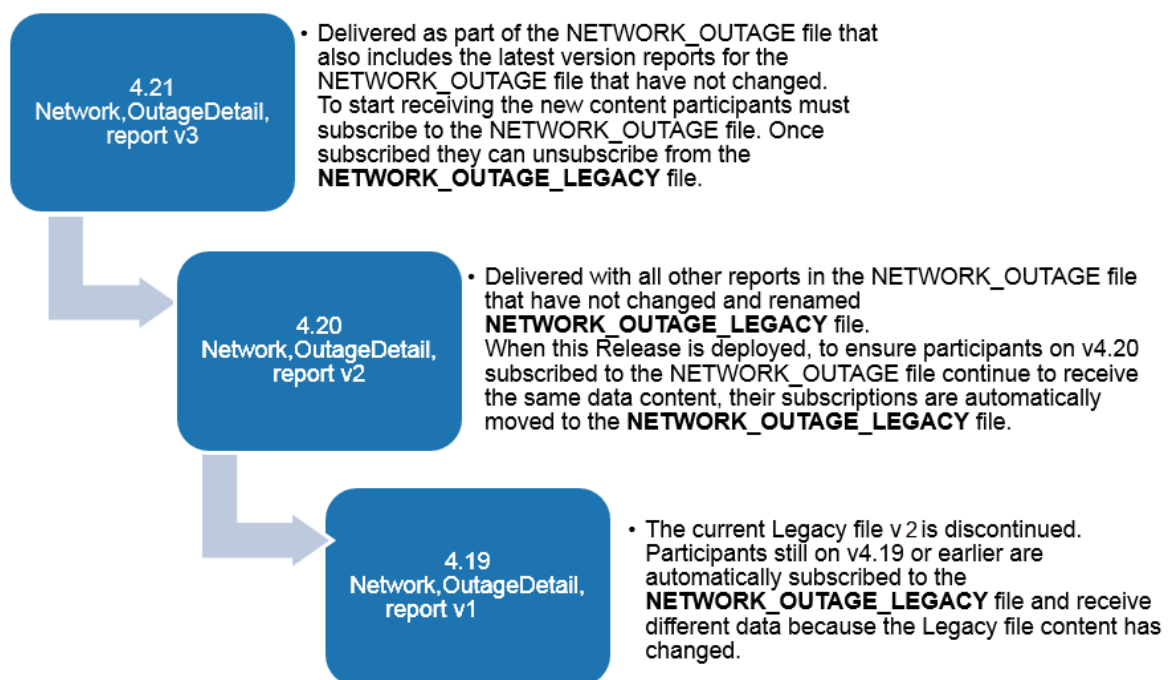 4.21
Network,OutageDetail,
report v3
• Delivered as part of the NETWORK_OUTAGE file that
also includes the latest version reports for the
NETWORK_OUTAGE file that have not changed.
To start receiving the new content participants must
subscribe to the NETWORK_OUTAGE file. Once
subscribed they can unsubscribe from the
NETWORK_OUTAGE_LEGACY file.
4.20
Network,OutageDetail,
report v2
• Delivered with all other reports in the NETWORK_OUTAGE file
that have not changed and renamed
NETWORK_OUTAGE_LEGACY file.
When this Release is deployed, to ensure participants on v4.20
subscribed to the NETWORK_OUTAGE file continue to receive
the same data content, their subscriptions are automatically
moved to the NETWORK_OUTAGE_LEGACY file.
4.19
Network,OutageDetail,
report v1
• The current Legacy file v2 is discontinued.
Participants still on v4.19 or earlier are
automatically subscribed to the
NETWORK_OUTAGE_LEGACY file and receive
different data because the Legacy file content has
changed.